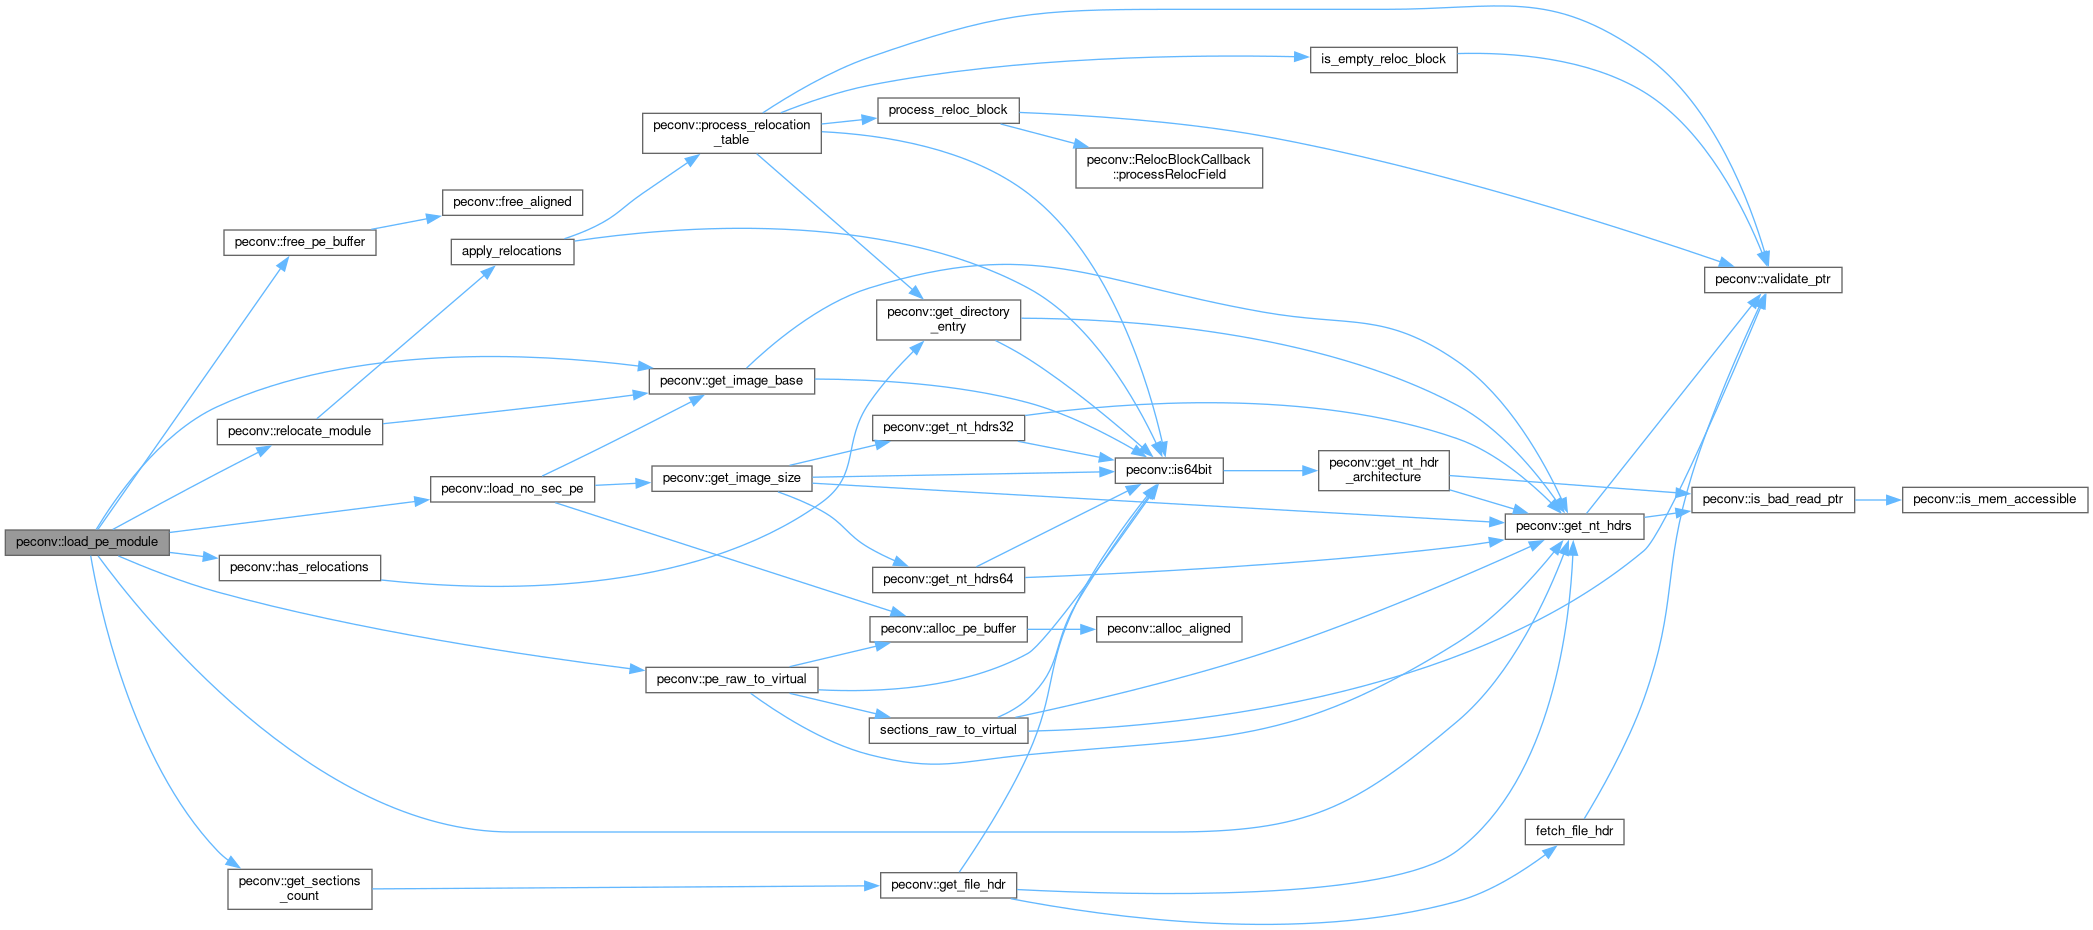 peconv::load_pe_module
peconv::free_pe_buffer
peconv::free_aligned
peconv::relocate_module
apply_relocations
peconv::process_relocation
_table
is_empty_reloc_block
process_reloc_block
peconv::RelocBlockCallback
::processRelocField
peconv::validate_ptr
peconv::get_directory
_entry
peconv::get_image_base
peconv::load_no_sec_pe
peconv::get_image_size
peconv::get_nt_hdrs32
peconv::is64bit
peconv::get_nt_hdr
_architecture
peconv::get_nt_hdrs
peconv::is_bad_read_ptr
peconv::is_mem_accessible
peconv::has_relocations
peconv::get_nt_hdrs64
peconv::alloc_pe_buffer
peconv::alloc_aligned
peconv::pe_raw_to_virtual
sections_raw_to_virtual
fetch_file_hdr
peconv::get_sections
_count
peconv::get_file_hdr